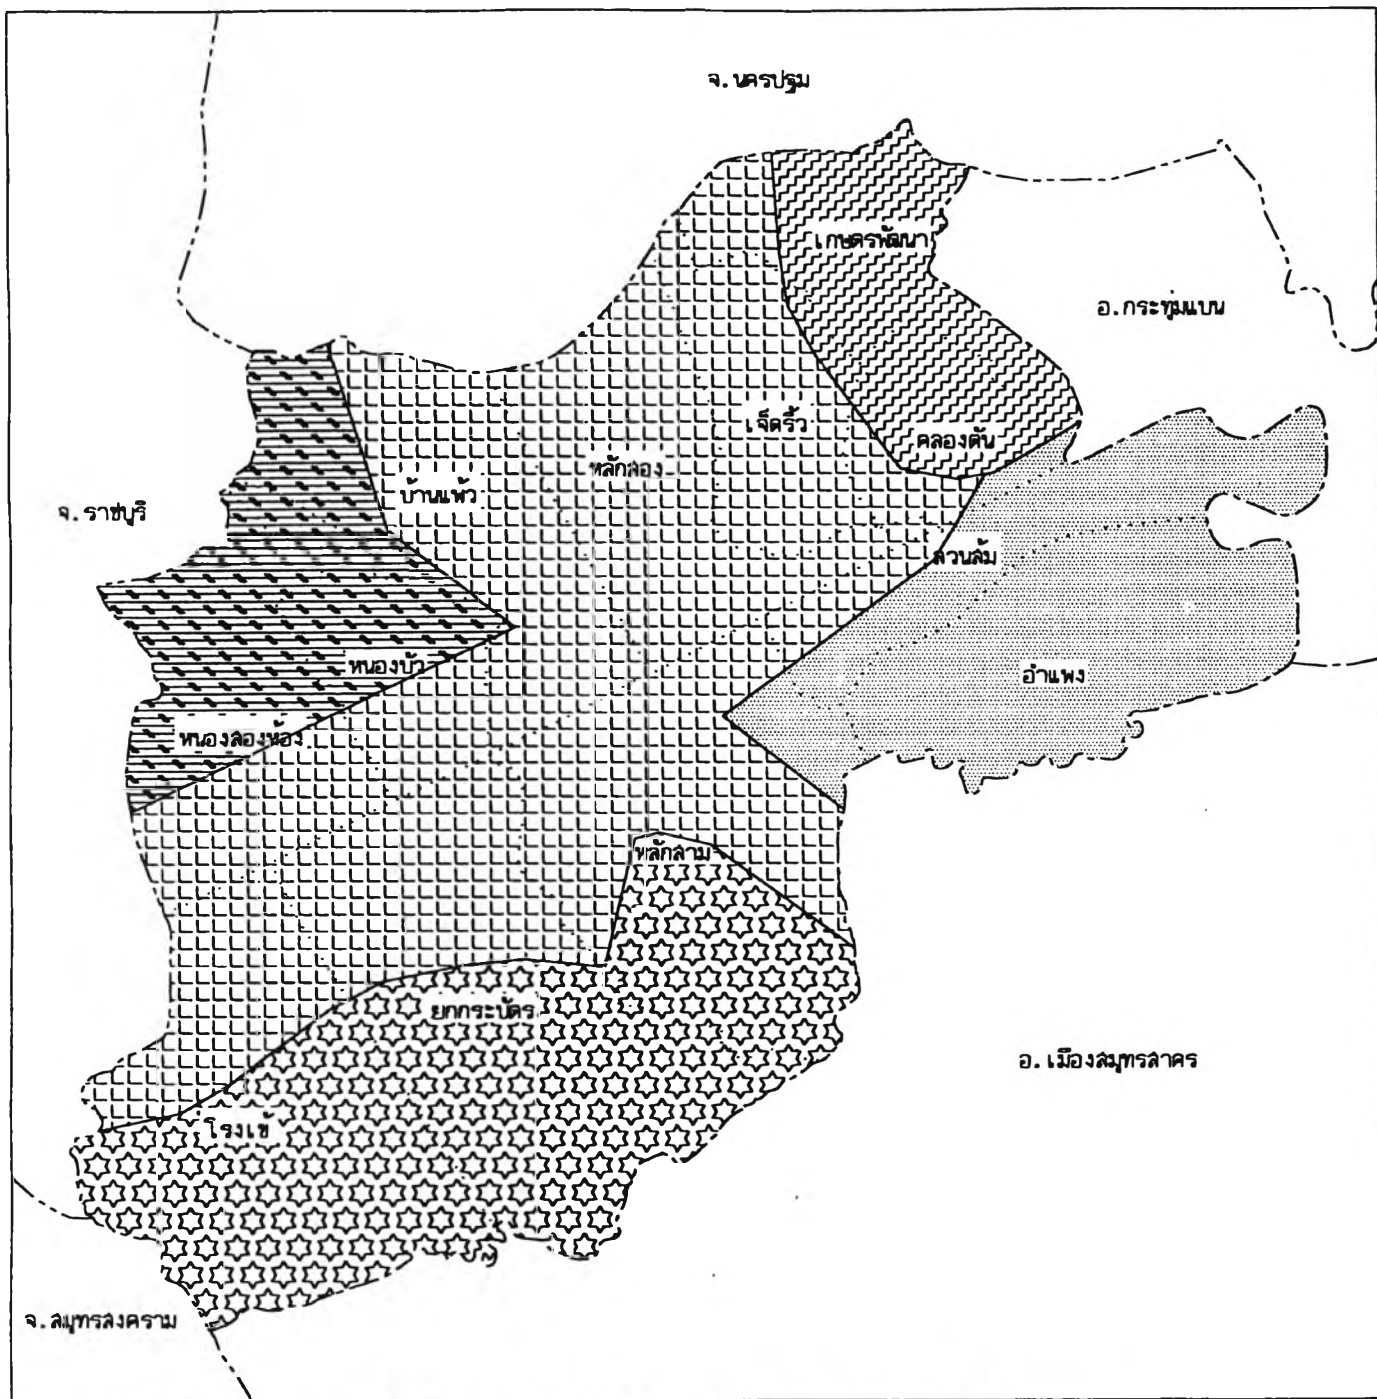 จ.นครปฐม
เกษตรพัฒนา
อ.กระทุ่มแบน
เจ็ดริ้ว
คลองตัน
หลักสอง
บ้านแพ้ว
จ.ราชบุรี
สวนส้ม
หนองบัว
อำแพง
หนองสองห้อง
หลักสาม
ยกกระบัตร
อ.เมืองสมุทรสาคร
โรงเข้
จ.สมุทรสงคราม